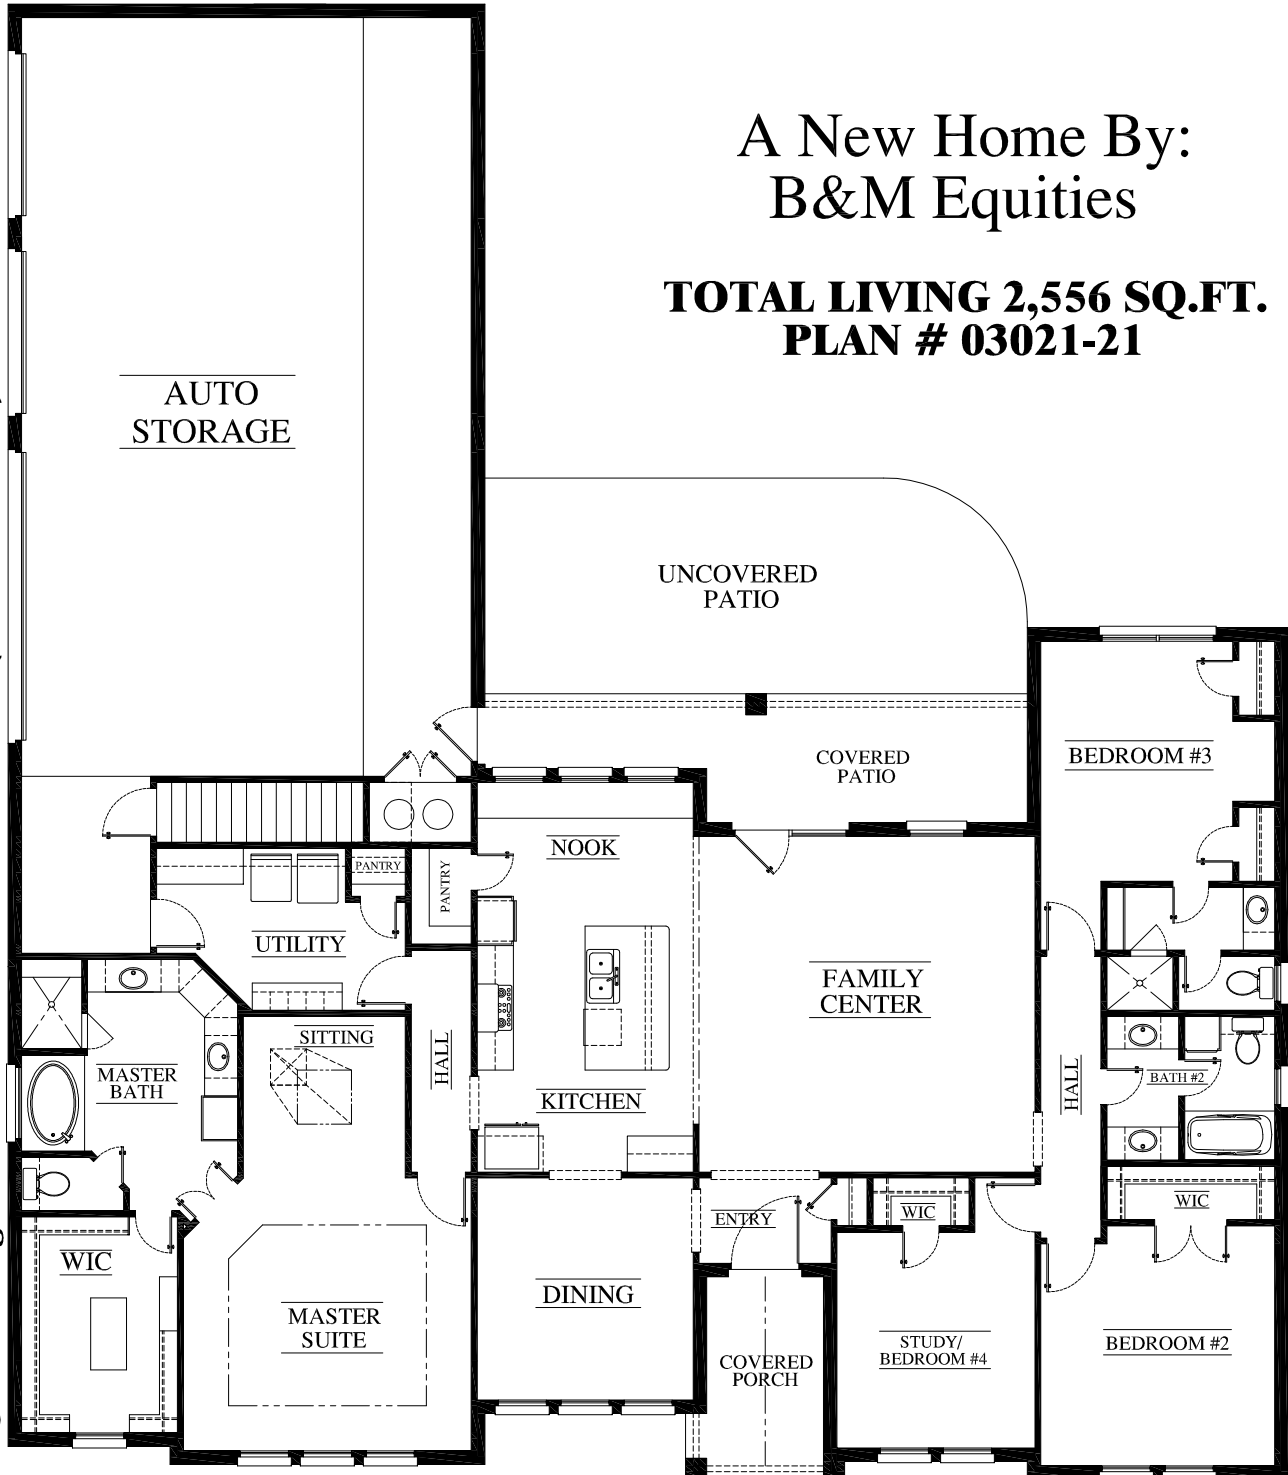 A New Home By:
B&M Equities
TOTAL LIVING 2,556 SQ.FT.
PLAN # 03021-21
AUTO
STORAGE
UNCOVERED
PATIO
COVERED
PATIO
BEDROOM #3
NOOK
PANTRY
PANTRY
UTILITY
FAMILY
CENTER
SITTING
HALL
MASTER
BATH
KITCHEN
HALL
BATH #2
WIC
WIC
ENTRY
WIC
DINING
MASTER
SUITE
STUDY/
BEDROOM #4
BEDROOM #2
COVERED
PORCH